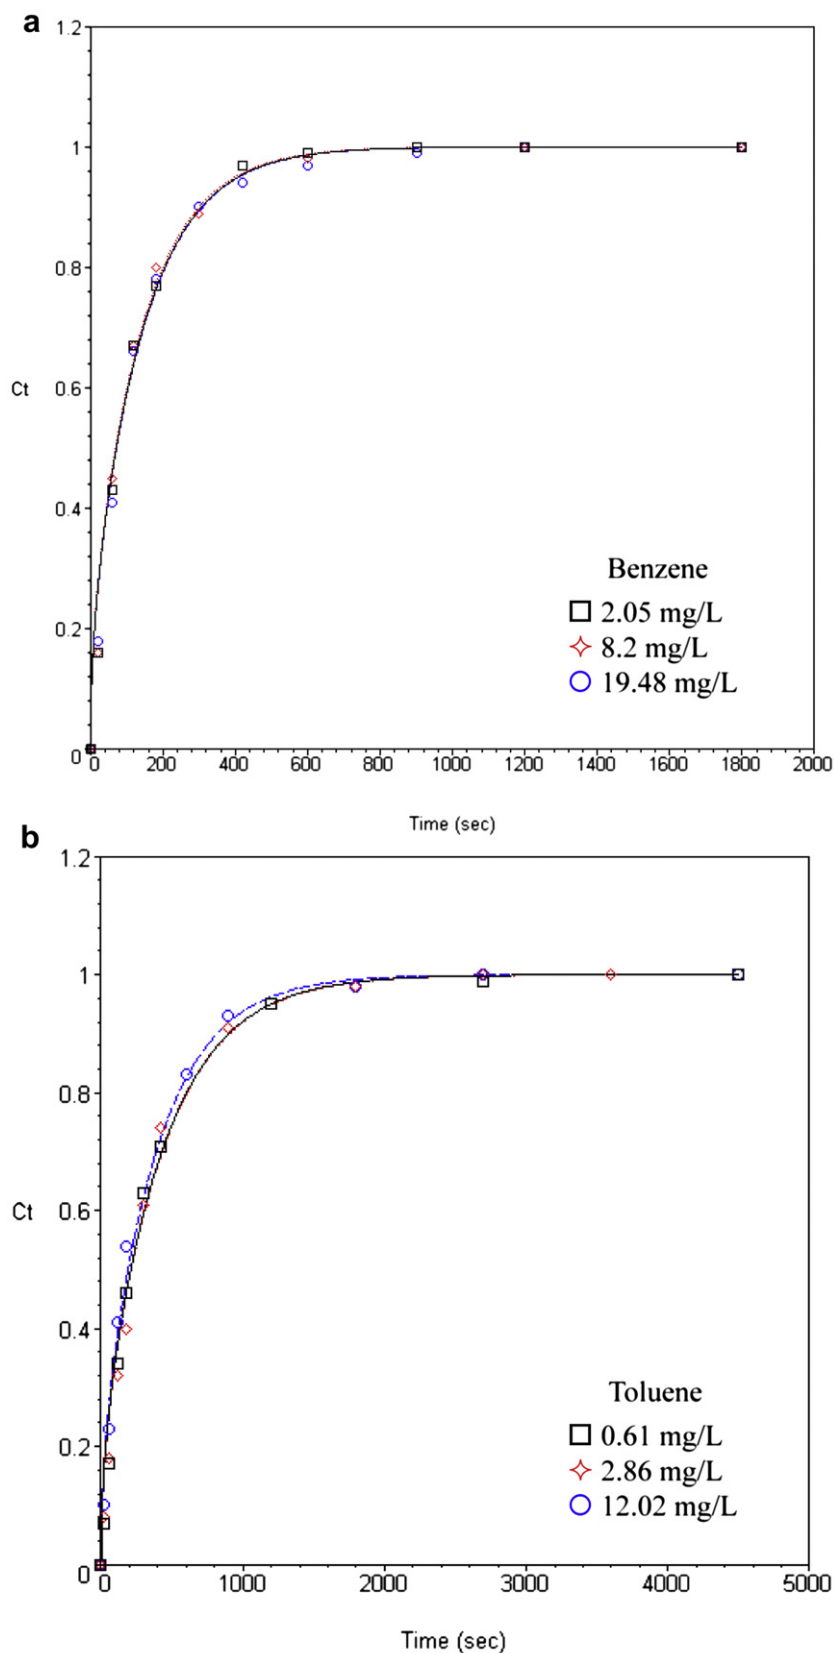 a
1.2
1
0.8
Ct
0.6
0.4
0.2
0
0 200 400 600 800 1000 1200 1400 1600 1800 2000
Time (sec)
Benzene
2.05 mg/L
8.2 mg/L
19.48 mg/L
b
1.2
1
0.8
Ct
0.6
0.4
0.2
0
0 1000 2000 3000 4000 5000
Time (sec)
Toluene
0.61 mg/L
2.86 mg/L
12.02 mg/L